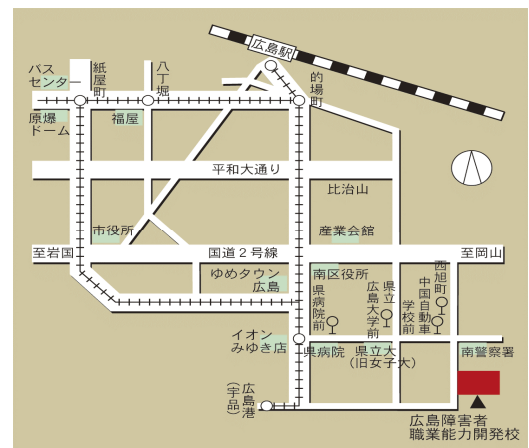 広島駅
バス
センター
紙屋町
八丁堀
的場町
原爆
ドーム
福屋
平和大通り
比治山
市役所
産業会館
至岩国
国道２号線
至岡山
ゆめタウン
広島
南区役所
県病院前
県立
広島大学前
中国自動車
学校前
西旭町
イオン
みゆき店
県病院
県立大
(旧女子大)
南警察署
広島港
(宇品)
広島障害者
職業能力開発校